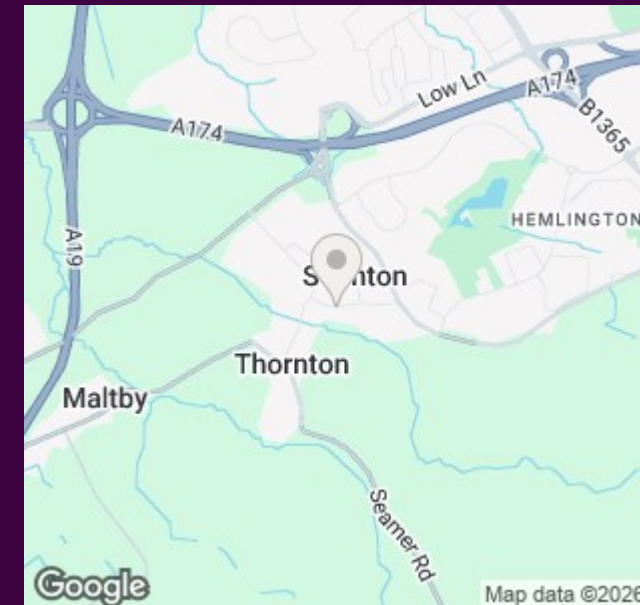 Low Ln
A174
A174
B1365
HEMLINGTON
A19
Thornton
Maltby
Seamer Rd
Google
Map data ©2026